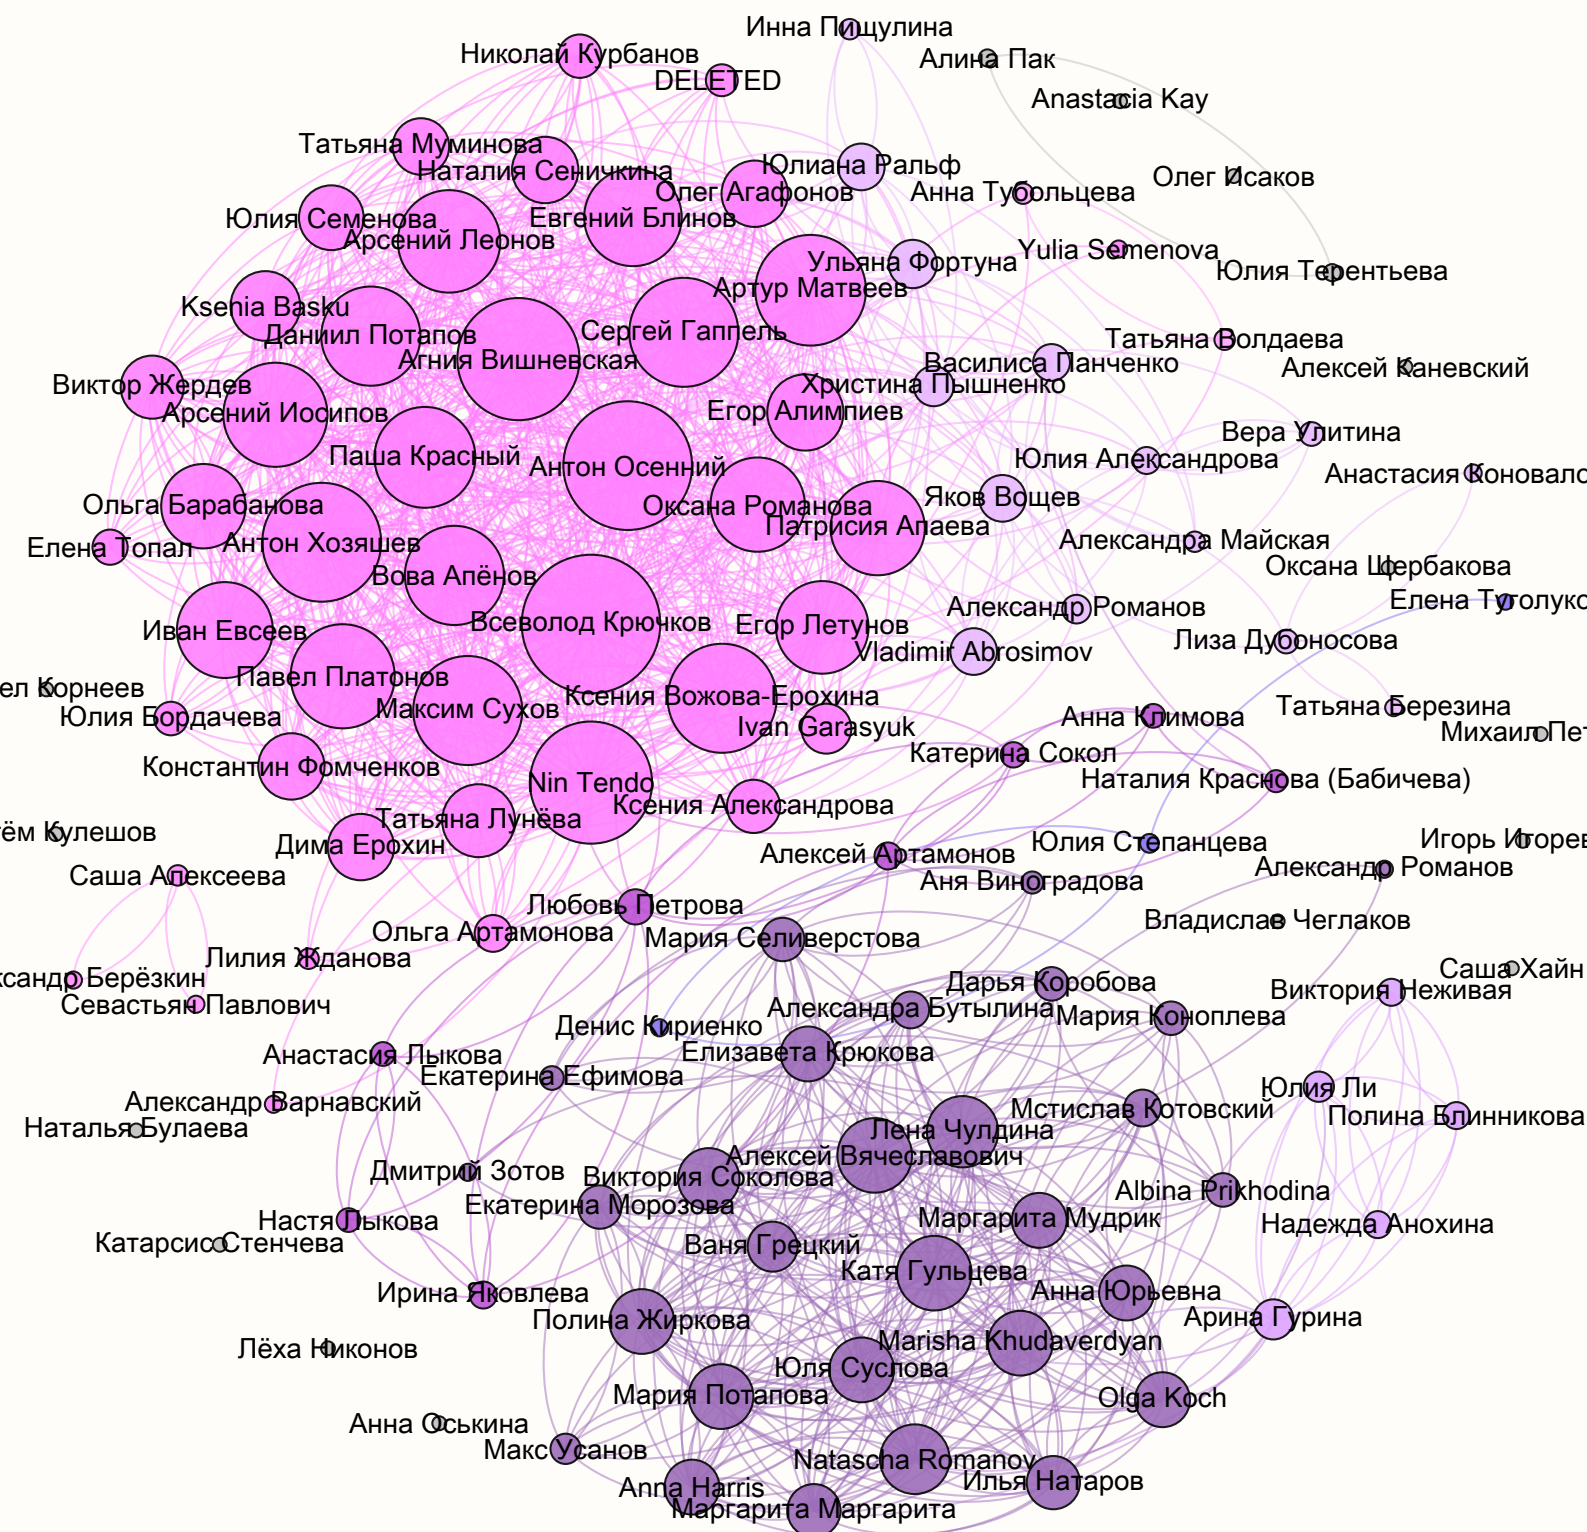 Инна Пищулина
Николай Курбанов
Алина Пак
DELETED
Anastacia Kay
Татьяна Муминова
Наталия Сеничкина
Юлиана Ральф
Олег Исаков
Олег Агафонов
Анна Тубольцева
Юлия Семенова
Евгений Блинов
Арсений Леонов
Yulia Semenova
Ульяна Фортуна
Юлия Терентьева
Артур Матвеев
Ksenia Basku
Даниил Потапов
Сергей Гаппель
Татьяна Волдаева
Агния Вишневская
Василиса Панченко
Алексей Каневский
Виктор Жердев
Христина Пышненко
Арсений Иосипов
Егор Алимпиев
Вера Улитина
Паша Красный
Антон Осенний
Юлия Александрова
Анастасия Коновало
Ольга Барабанова
Оксана Романова
Яков Вощев
Патрисия Апаева
Елена Топал
Антон Хозяшев
Александра Майская
Вова Апёнов
Оксана Щербакова
Елена Туголуко
Александр Романов
Иван Евсеев
Всеволод Крючков
Егор Летунов
Лиза Дубоносова
Vladimir Abrosimov
Павел Платонов
ел Корнеев
Ксения Вожова-Ерохина
Юлия Бордачева
Максим Сухов
Анна Климова
Татьяна Березина
Ivan Garasyuk
Михаил Пет
Катерина Сокол
Константин Фомченков
Наталия Краснова (Бабичева)
Nin Tendo
Ксения Александрова
Татьяна Лунёва
ём Кулешов
Дима Ерохин
Юлия Степанцева
Игорь Игорев
Алексей Артамонов
Александр Романов
Саша Алексеева
Аня Виноградова
Любовь Петрова
Владислав Чеглаков
Ольга Артамонова
Мария Селиверстова
Лилия Жданова
Саша Хайн
ксандр Берёзкин
Дарья Коробова
Виктория Неживая
Севастьян Павлович
Александра Бутылина
Мария Коноплева
Денис Кириенко
Анастасия Лыкова
Елизавета Крюкова
Екатерина Ефимова
Юлия Ли
Александр Варнавский
Мстислав Котовский
Полина Блинникова
Наталья Булаева
Лена Чулдина
Алексей Вячеславович
Дмитрий Зотов
Виктория Соколова
Albina Prikhodina
Екатерина Морозова
Настя Лыкова
Маргарита Мудрик
Надежда Анохина
Катарсис Стенчева
Ваня Грецкий
Катя Гульцева
Ирина Яковлева
Анна Юрьевна
Полина Жиркова
Арина Гурина
Лёха Никонов
Marisha Khudaverdyan
Юля Суслова
Мария Потапова
Olga Koch
Анна Оськина
Макс Усанов
Natascha Romanov
Илья Натаров
Anna Harris
Маргарита Маргарита